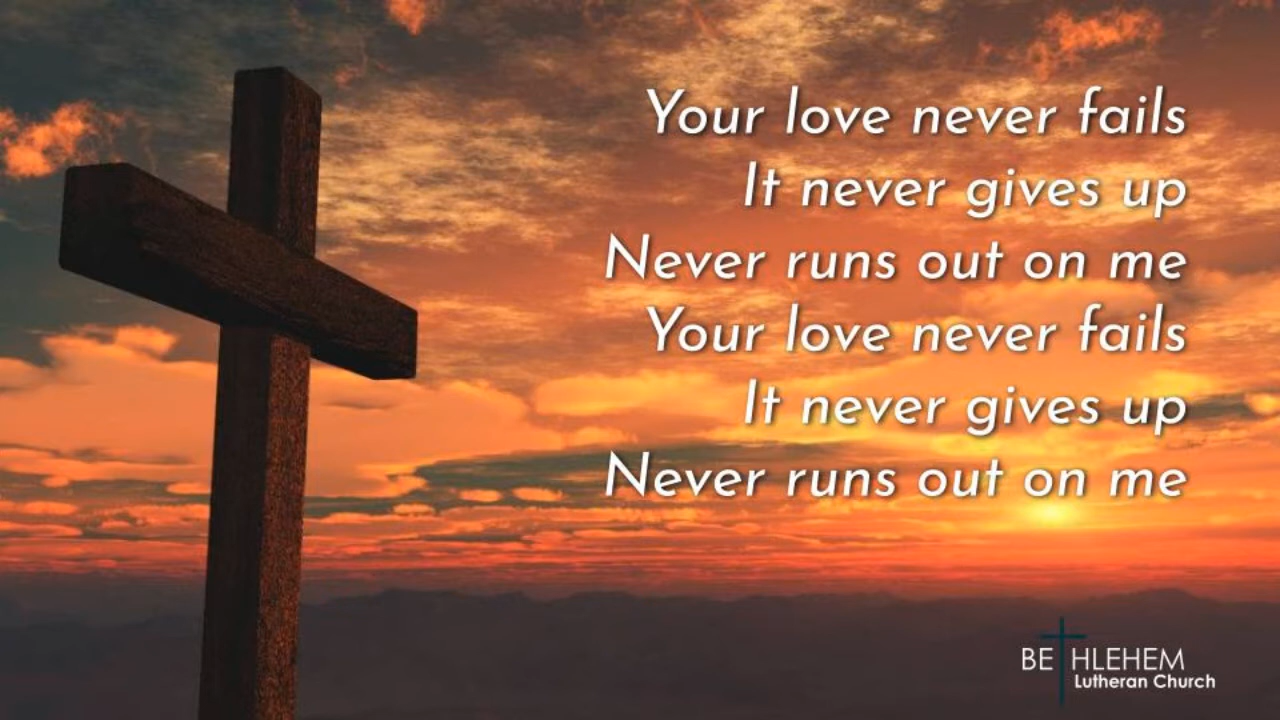 Your love never fails
It never gives up
Never runs out on me
Your love never fails
It never gives up
Never runs out on me
BETHLEHEM
Lutheran Church